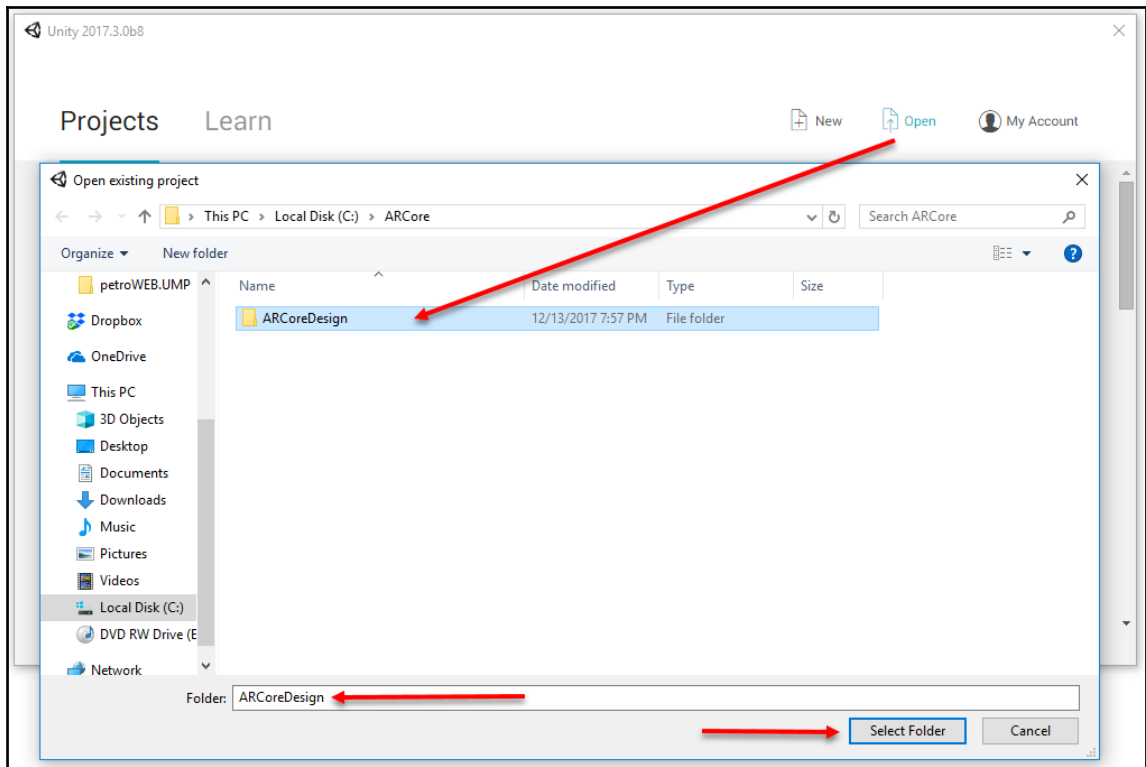 Unity 2017.3.0b8
Projects Learn New Open My Account
Open existing project
This PC > Local Disk (C:) > ARCore Search ARCore
Organize New folder
petroWEB.UMP Name Date modified Type Size
Dropbox ARCoreDesign 12/13/2017 7:57 PM File folder
OneDrive
This PC
3D Objects
Desktop
Documents
Downloads
Music
Pictures
Videos
Local Disk (C:)
DVD RW Drive (E
Network
Folder: ARCoreDesign
Select Folder Cancel